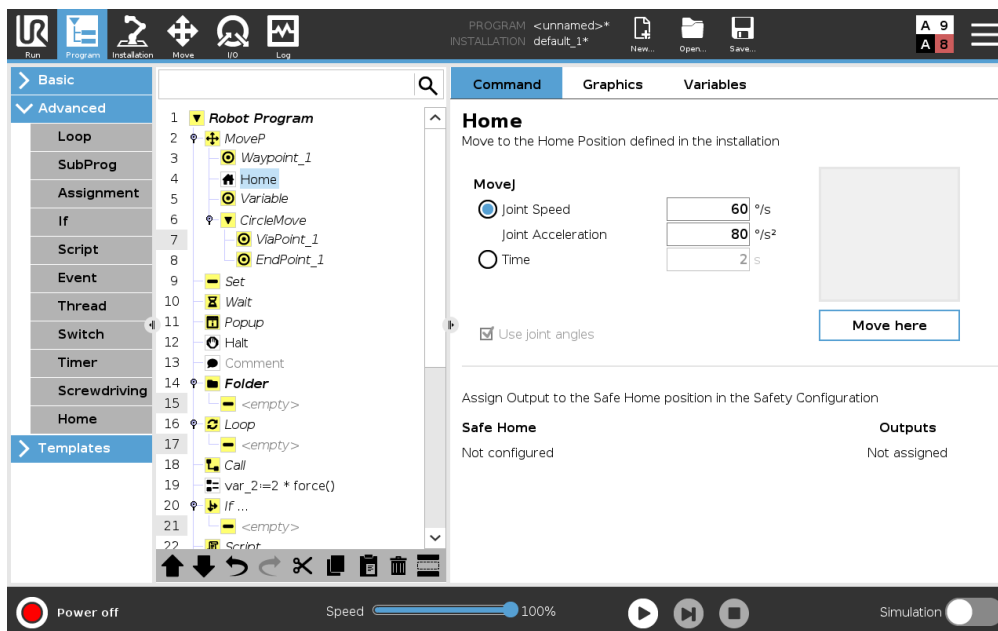 PROGRAM <unnamed>*
INSTALLATION default_1*
UR
Run
Program
Installation
Move
I/O
Log
New...
Open...
Save...
A 9
A 8
Basic
Advanced
Loop
SubProg
Assignment
If
Script
Event
Thread
Switch
Timer
Screwdriving
Home
Templates
1 Robot Program
2 MoveP
3 Waypoint_1
4 Home
5 Variable
6 CircleMove
7 ViaPoint_1
8 EndPoint_1
9 Set
10 Wait
11 Popup
12 Halt
13 Comment
14 Folder
15 <empty>
16 Loop
17 <empty>
18 Call
19 var_2:=2 * force()
20 If ...
21 <empty>
22 Script
Command Graphics Variables
Home
Move to the Home Position defined in the installation
MoveJ
Joint Speed 60 °/s
Joint Acceleration 80 °/s²
Time 2 s
Use joint angles
Move here
Assign Output to the Safe Home position in the Safety Configuration
Safe Home Outputs
Not configured Not assigned
Power off
Speed 100%
Simulation